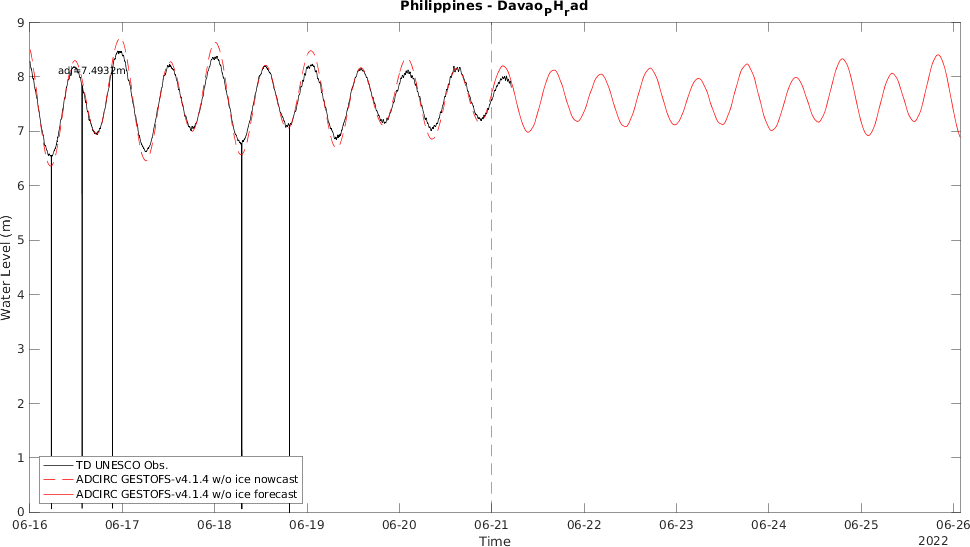 Philippines - Davao_PH_rad
9
8
7
6
5
4
3
2
1
0
Water Level (m)
adj=7.4932m
TD UNESCO Obs.
ADCIRC GESTOFS-v4.1.4 w/o ice nowcast
ADCIRC GESTOFS-v4.1.4 w/o ice forecast
06-16 06-17 06-18 06-19 06-20 06-21 06-22 06-23 06-24 06-25 06-26
Time
2022